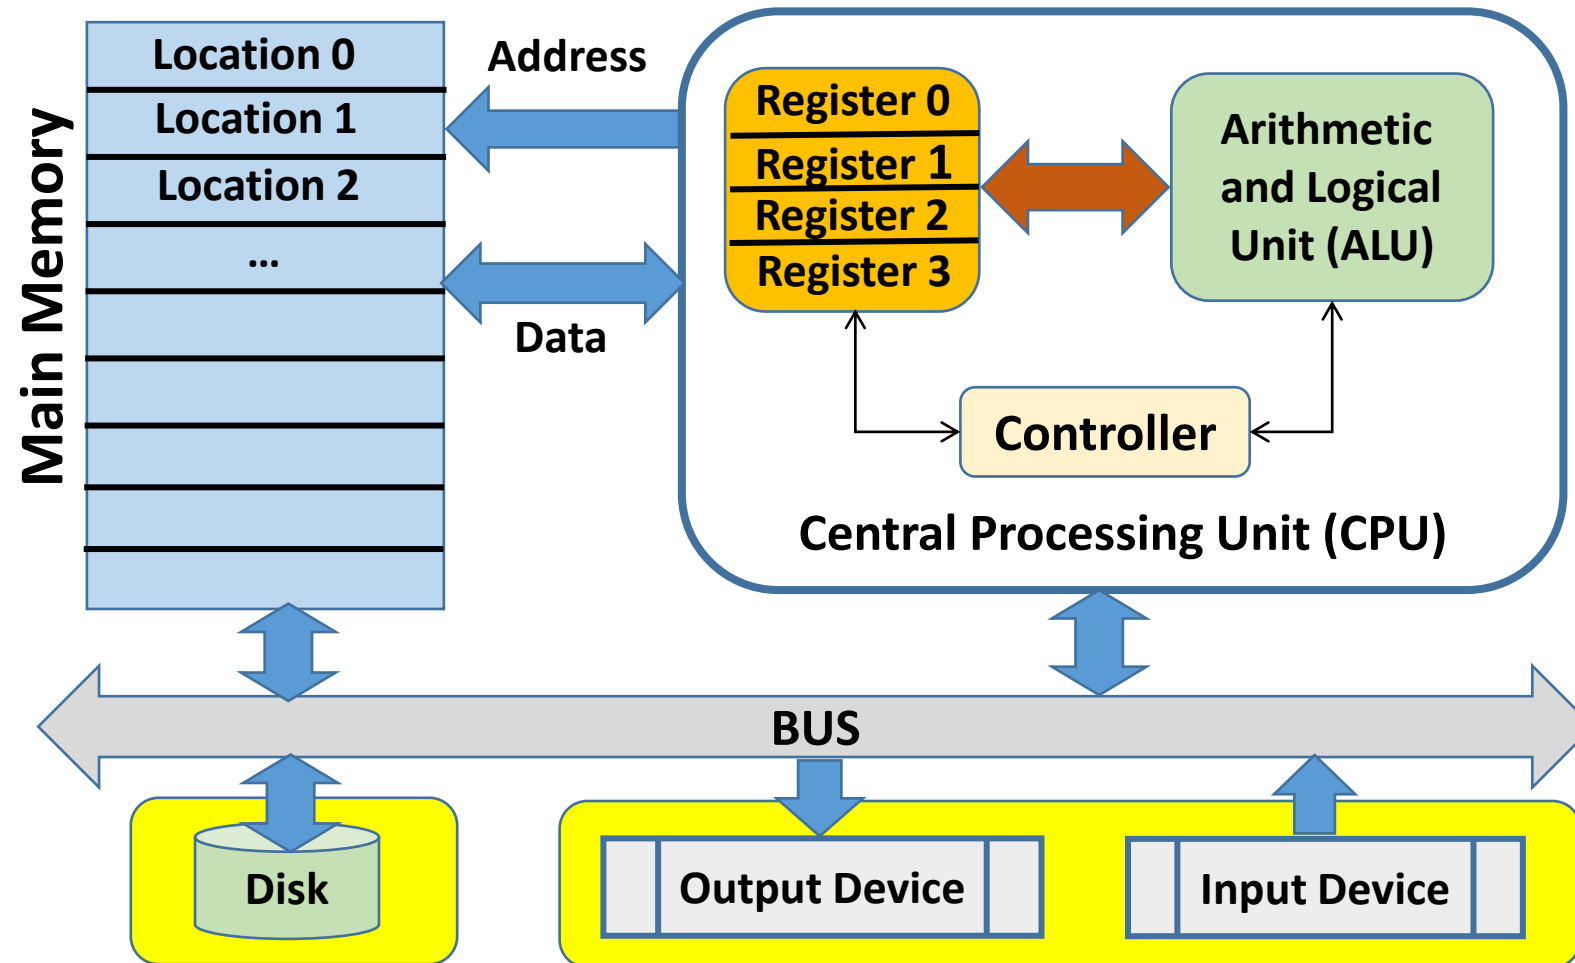 Main Memory
Location 0
Location 1
Location 2
...
Address
Data
Register 0
Register 1
Register 2
Register 3
Arithmetic
and Logical
Unit (ALU)
Controller
Central Processing Unit (CPU)
BUS
Disk
Output Device
Input Device